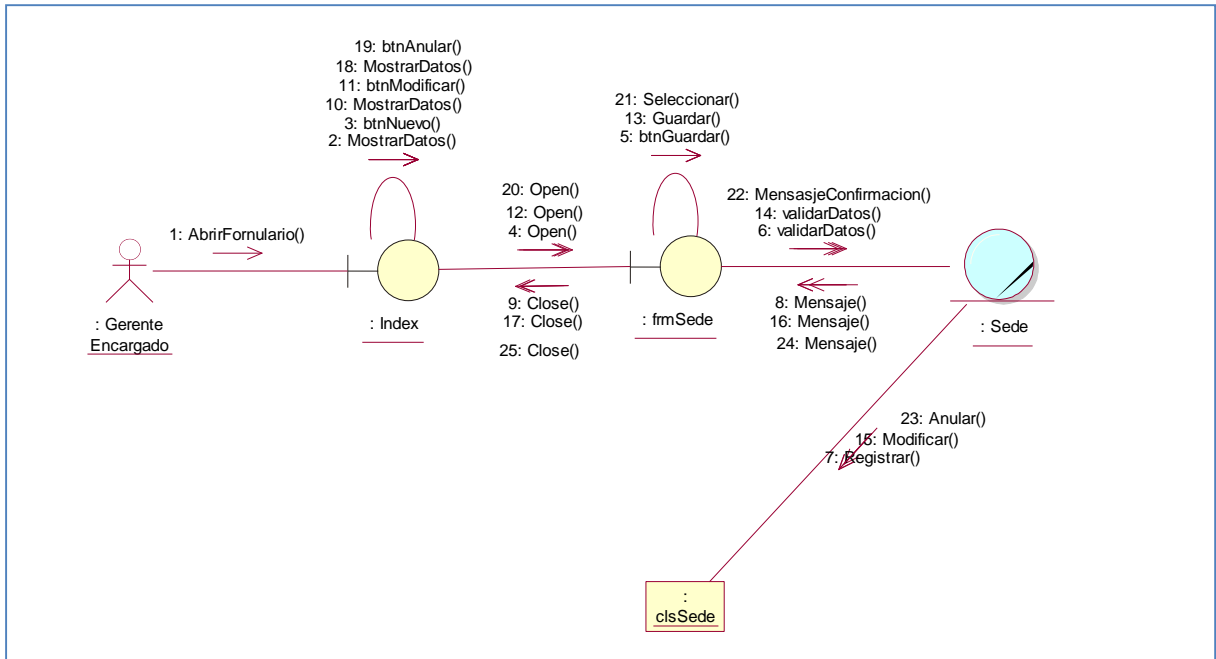 19: btnAnular()
18: MostrarDatos()
11: btnModificar()
10: MostrarDatos()
3: btnNuevo()
2: MostrarDatos()
21: Seleccionar()
13: Guardar()
5: btnGuardar()
20: Open()
12: Open()
4: Open()
22: MensasjeConfirmacion()
14: validarDatos()
6: validarDatos()
1: AbrirFornulario()
9: Close()
17: Close()
25: Close()
8: Mensaje()
16: Mensaje()
24: Mensaje()
: Gerente
Encargado
: Index
: frmSede
: Sede
23: Anular()
15: Modificar()
7: Registrar()
:
clsSede